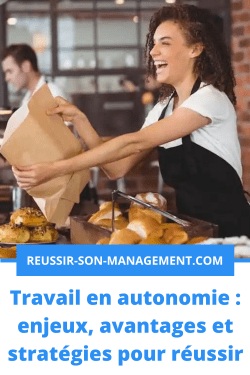 REUSSIR-SON-MANAGEMENT.COM
Travail en autonomie :
enjeux, avantages et
stratégies pour réussir